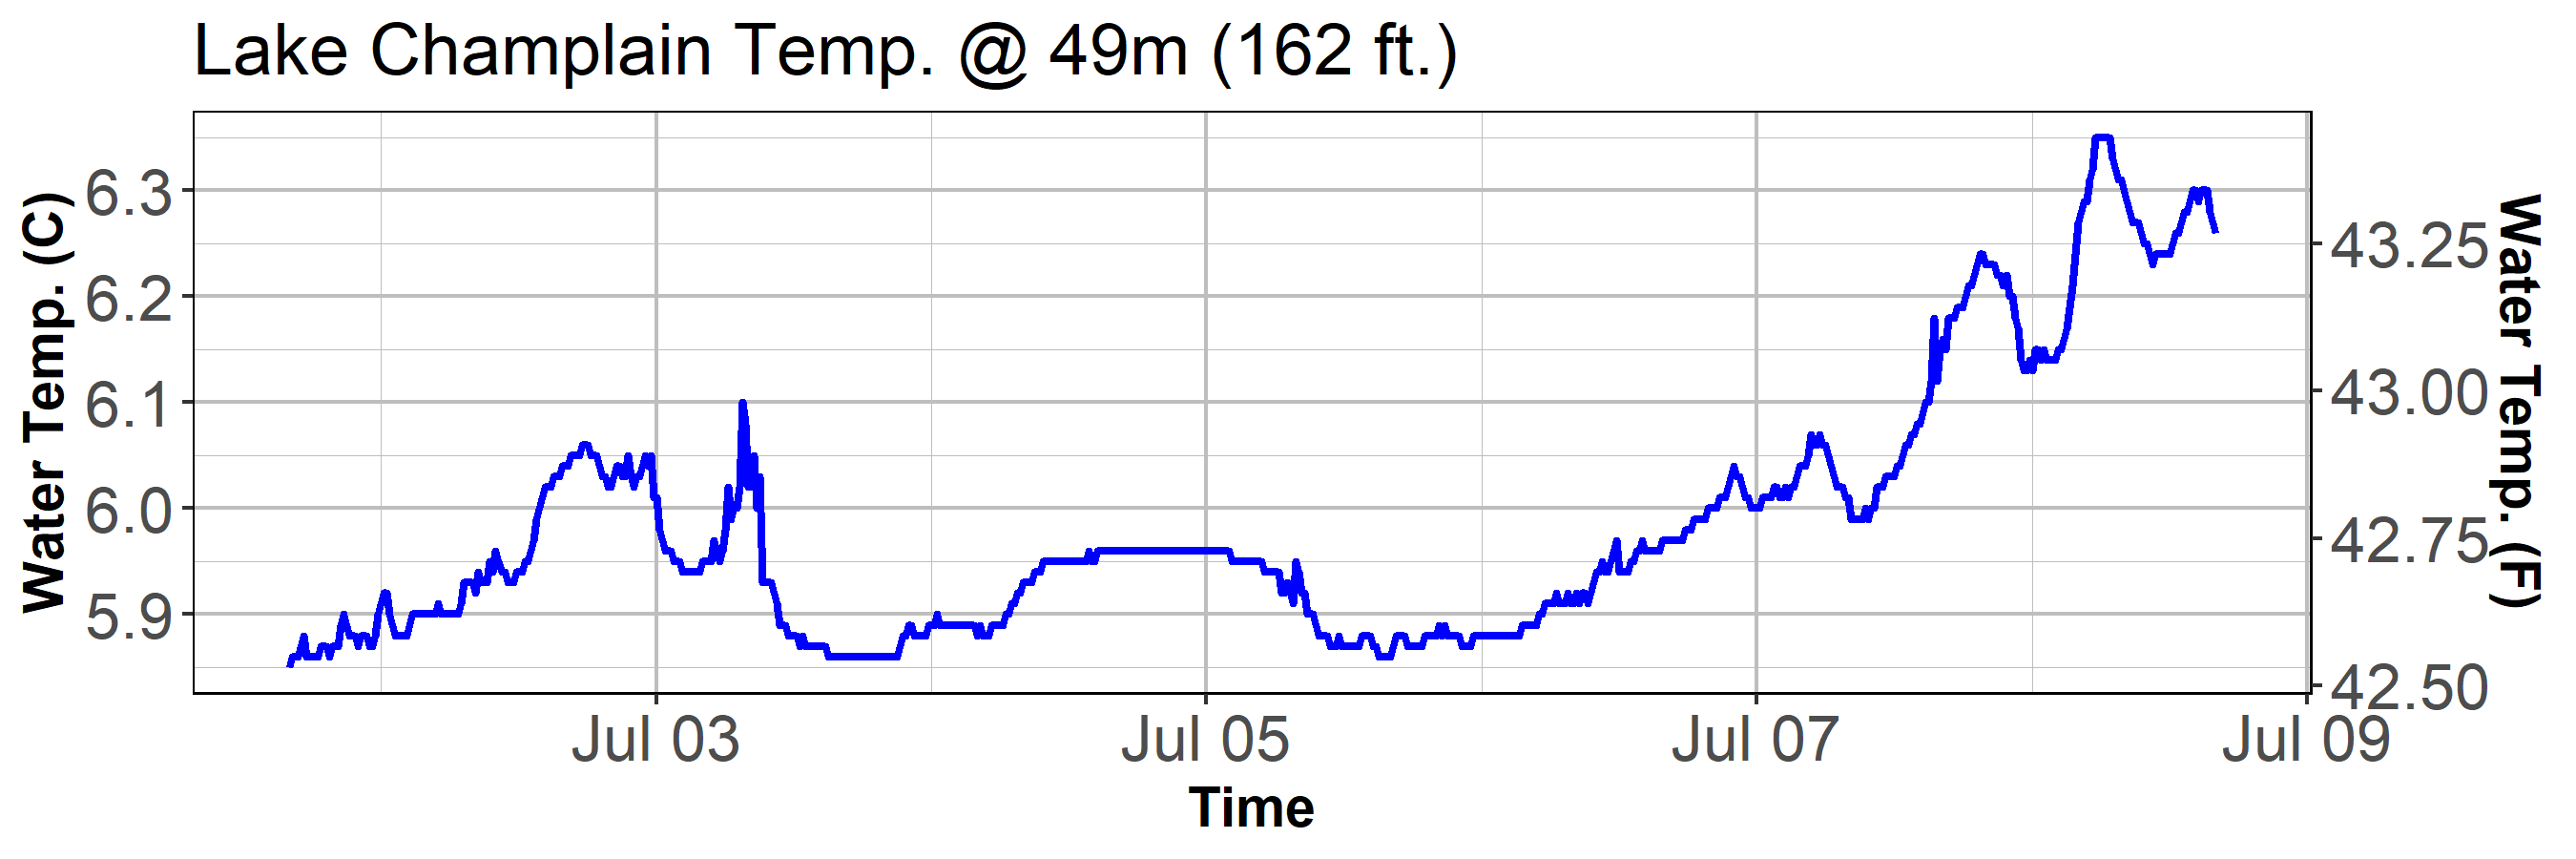 Lake Champlain Temp. @ 49m (162 ft.)
Water Temp. (C)
6.3
6.2
6.1
6.0
5.9
43.25
43.00
42.75
42.50
Water Temp. (F)
Jul 03 Jul 05 Jul 07 Jul 09
Time